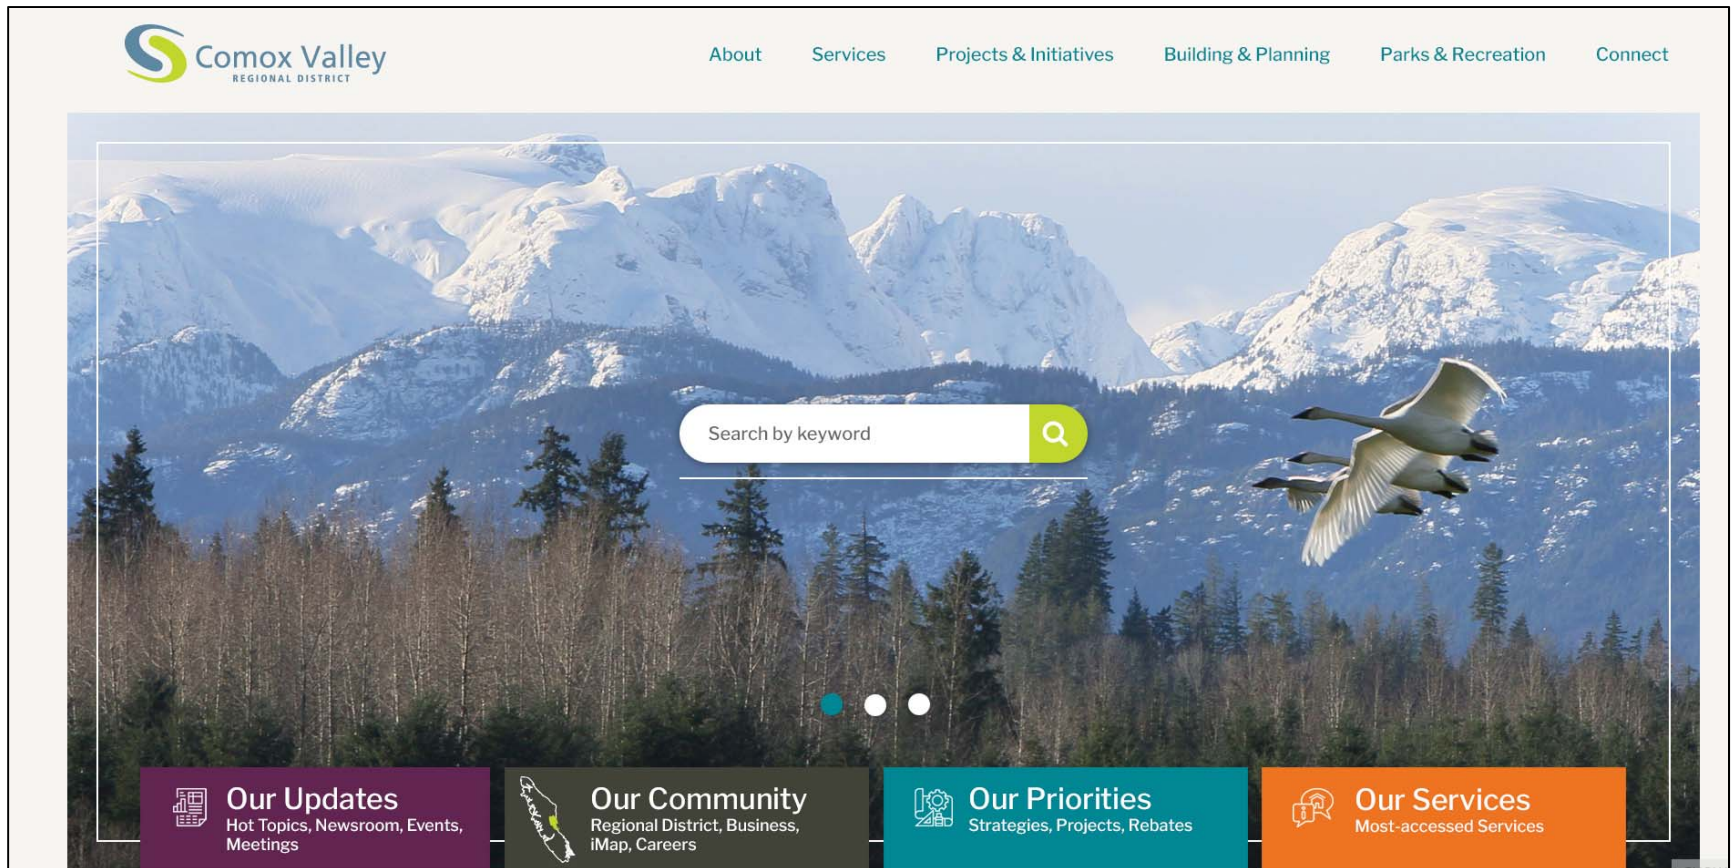 Comox Valley
REGIONAL DISTRICT
About Services Projects & Initiatives Building & Planning Parks & Recreation Connect
Search by keyword
Our Updates
Hot Topics, Newsroom, Events,
Meetings
Our Community
Regional District, Business,
iMap, Careers
Our Priorities
Strategies, Projects, Rebates
Our Services
Most-accessed Services